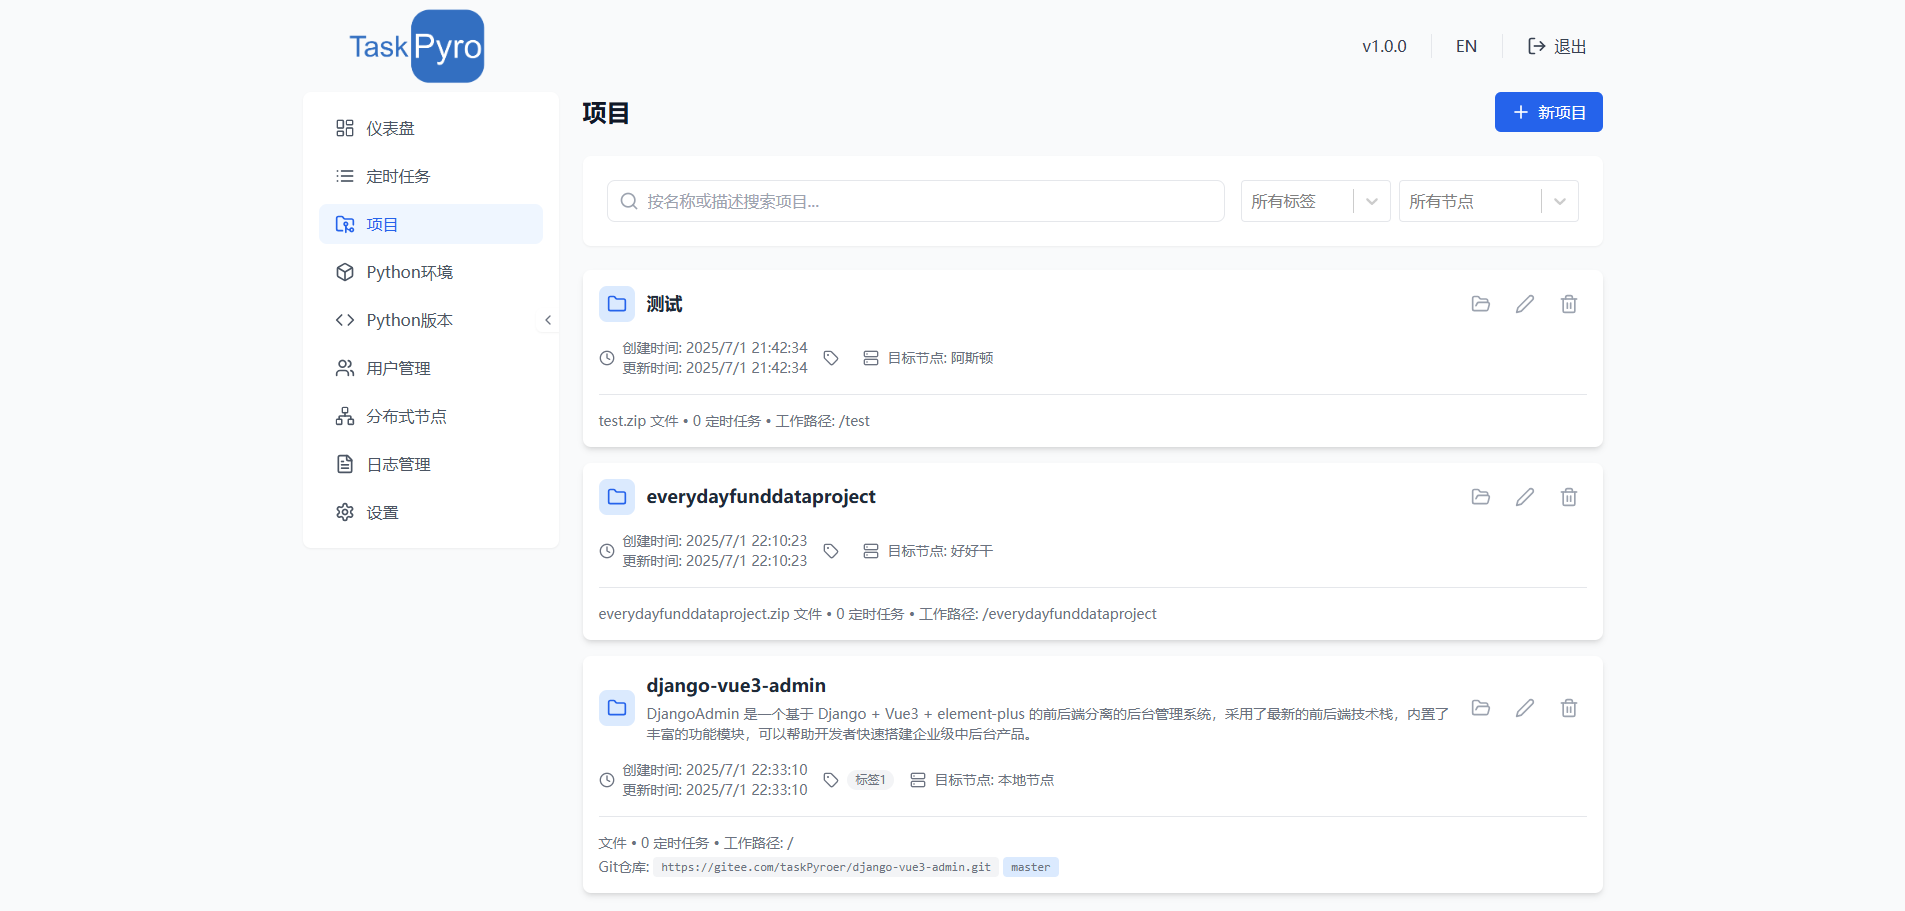 TaskPyro
v1.0.0
EN
退出
仪表盘
定时任务
项目
Python环境
Python版本
用户管理
分布式节点
日志管理
设置
项目
新项目
按名称或描述搜索项目...
所有标签
所有节点
测试
创建时间: 2025/7/1 21:42:34
更新时间: 2025/7/1 21:42:34
目标节点: 阿斯顿
test.zip 文件 • 0 定时任务 • 工作路径: /test
everydayfunddataproject
创建时间: 2025/7/1 22:10:23
更新时间: 2025/7/1 22:10:23
目标节点: 好好干
everydayfunddataproject.zip 文件 • 0 定时任务 • 工作路径: /everydayfunddataproject
django-vue3-admin
DjangoAdmin 是一个基于 Django + Vue3 + element-plus 的前后端分离的后台管理系统，采用了最新的前后端技术栈，内置了
丰富的功能模块，可以帮助开发者快速搭建企业级中后台产品。
创建时间: 2025/7/1 22:33:10
更新时间: 2025/7/1 22:33:10
标签1
目标节点: 本地节点
文件 • 0 定时任务 • 工作路径: /
Git仓库: https://gitee.com/taskPyroer/django-vue3-admin.git master